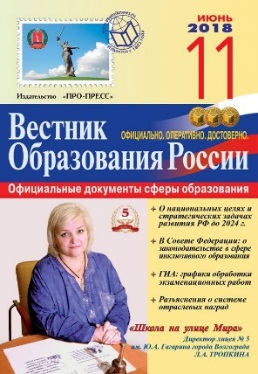 ИЮНЬ
2018
11
Издательство «ПРО-ПРЕСС»
ОФИЦИАЛЬНО. ОПЕРАТИВНО. ДОСТОВЕРНО.
Вестник
Образования России
Официальные документы сферы образования
О национальных целях и
стратегических задачах
развития РФ до 2024 г.
В Совете Федерации: о
законодательстве в сфере
инклюзивного образования
ГИА: графики обработки
экзаменационных работ
Разъяснения о системе
отраслевых наград
5
«Школа на улице Мира»
Директор лицея № 5
им. Ю.А. Гагарина города Волгограда
Л.А. ТРОПКИНА